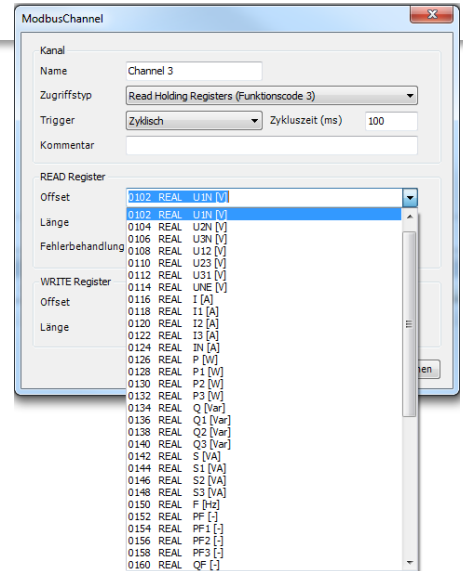 ModbusChannel
Kanal
Name Channel 3
Zugriffstyp Read Holding Registers (Funktionscode 3)
Trigger Zyklisch Zykluszeit (ms) 100
Kommentar
READ Register
Offset 0102 REAL U1N [V]
Länge
Fehlerbehandlung
WRITE Register
Offset
Länge
0102 REAL U1N [V]
0104 REAL U2N [V]
0106 REAL U3N [V]
0108 REAL U12 [V]
0110 REAL U23 [V]
0112 REAL U31 [V]
0114 REAL UNE [V]
0116 REAL I [A]
0118 REAL I1 [A]
0120 REAL I2 [A]
0122 REAL I3 [A]
0124 REAL IN [A]
0126 REAL P [W]
0128 REAL P1 [W]
0130 REAL P2 [W]
0132 REAL P3 [W]
0134 REAL Q [Var]
0136 REAL Q1 [Var]
0138 REAL Q2 [Var]
0140 REAL Q3 [Var]
0142 REAL S [VA]
0144 REAL S1 [VA]
0146 REAL S2 [VA]
0148 REAL S3 [VA]
0150 REAL F [Hz]
0152 REAL PF [-]
0154 REAL PF1 [-]
0156 REAL PF2 [-]
0158 REAL PF3 [-]
0160 REAL QF [-]